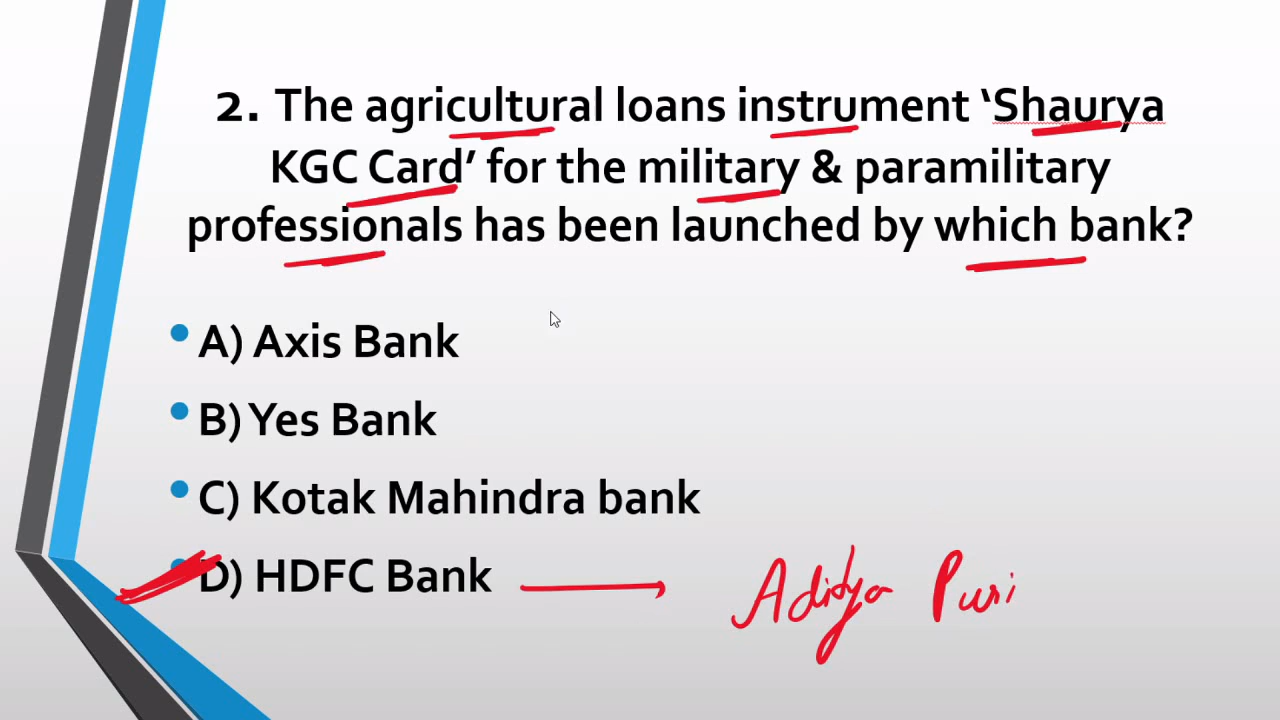 2. The agricultural loans instrument ‘Shaurya
KGC Card’ for the military & paramilitary
professionals has been launched by which bank?
• A) Axis Bank
• B) Yes Bank
• C) Kotak Mahindra bank
• D) HDFC Bank → Aditya Puri